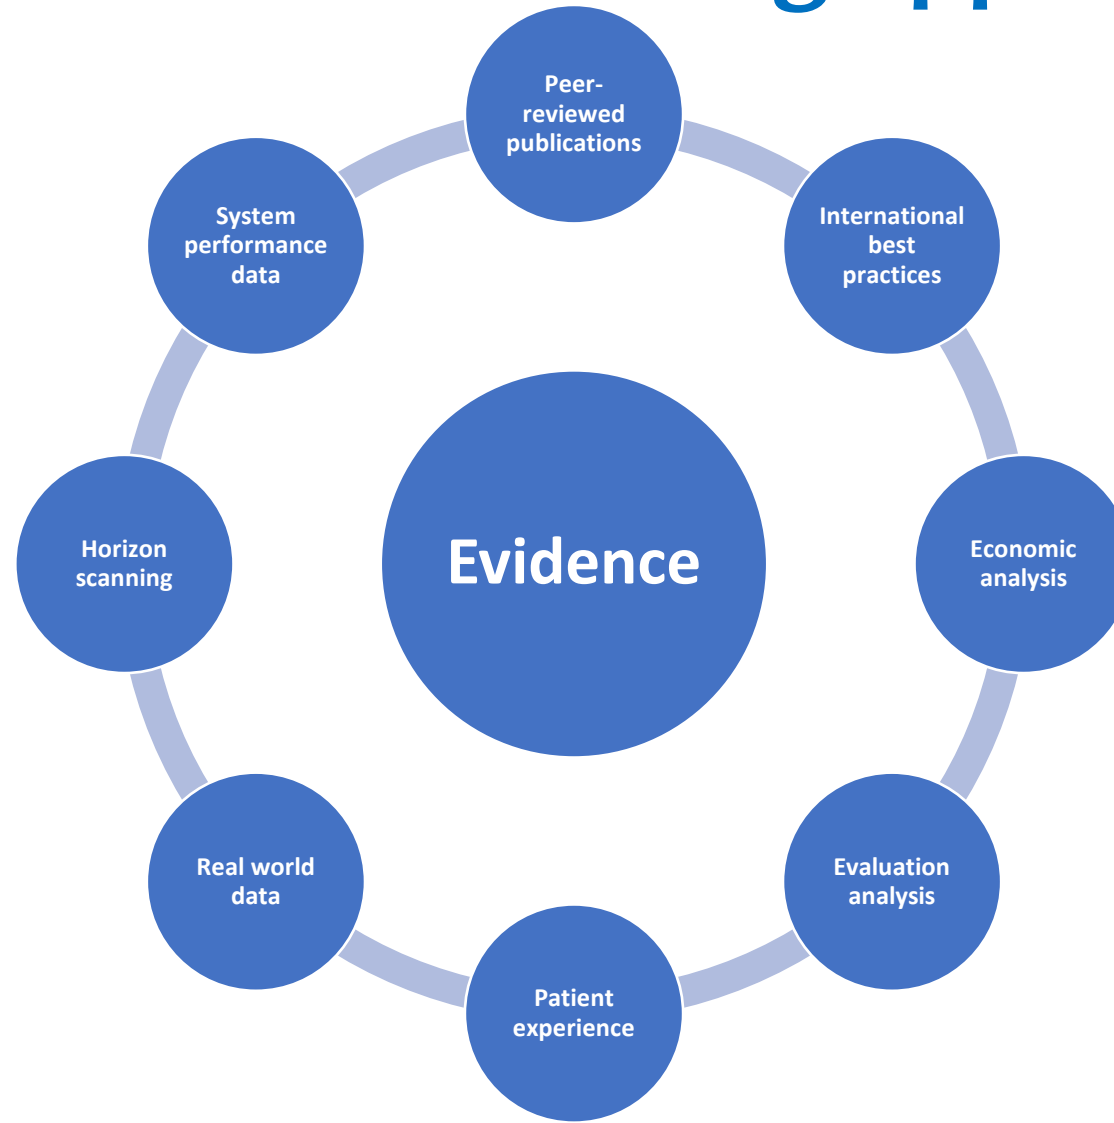 Peer-
reviewed
publications
International
best
practices
Economic
analysis
Evaluation
analysis
Patient
experience
Real world
data
Horizon
scanning
System
performance
data
Evidence